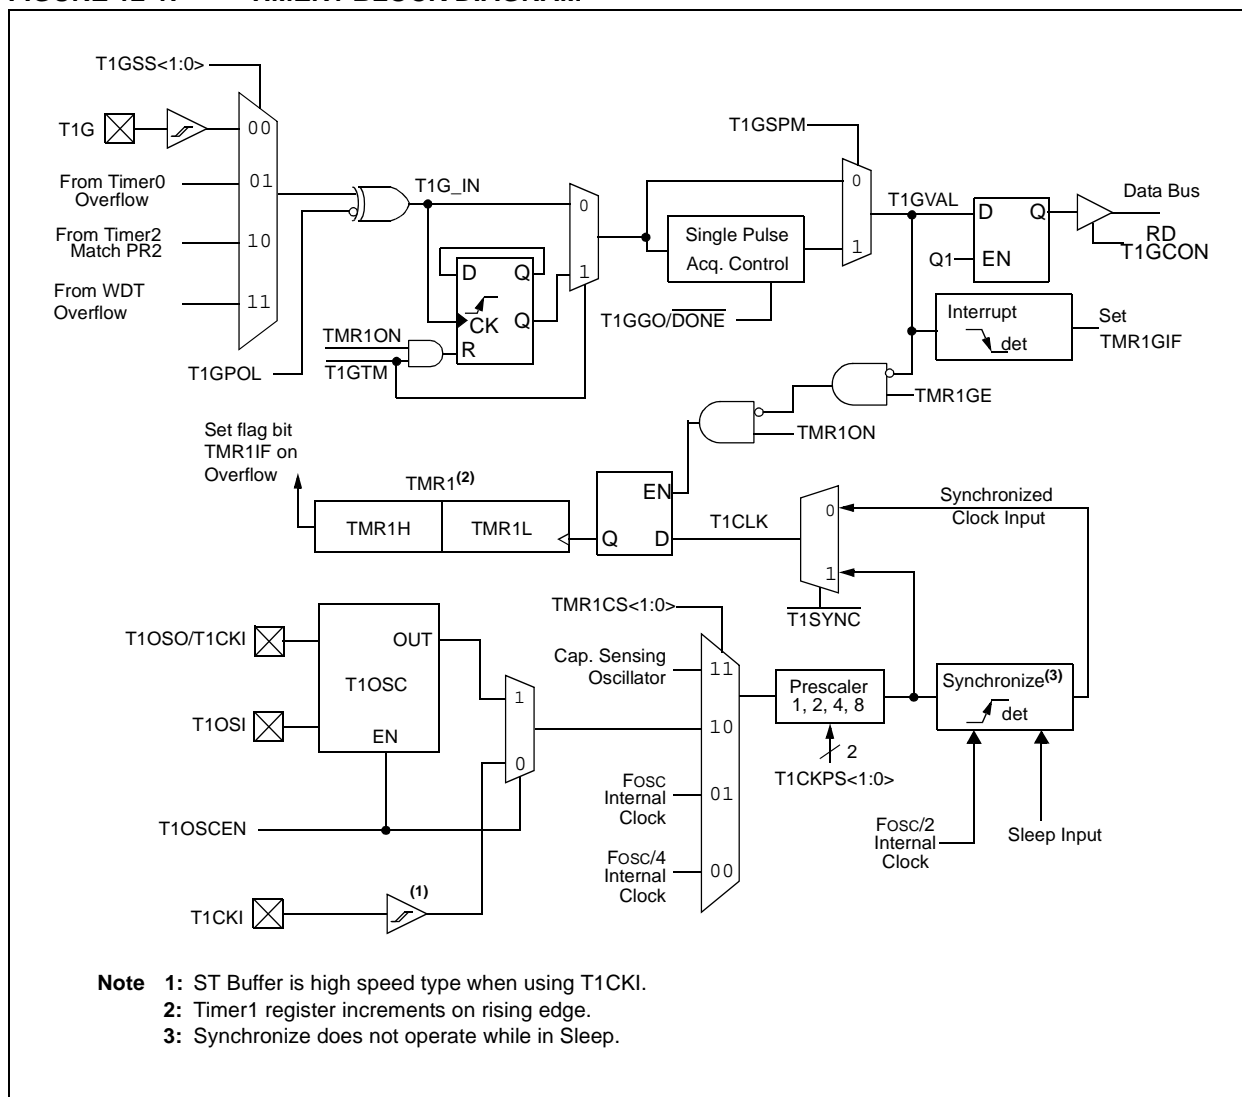 T1GSS<1:0>
T1G
00
From Timer0
Overflow
01
From Timer2
Match PR2
10
From WDT
Overflow
11
T1GPOL
T1G_IN
D
Q
CK
Q
R
TMR1ON
T1GTM
0
1
Single Pulse
Acq. Control
T1GGO/DONE
T1GSPM
0
1
T1GVAL
D
Q
Q1
EN
Data Bus
RD
T1GCON
Interrupt
det
Set
TMR1GIF
TMR1GE
TMR1ON
Set flag bit
TMR1IF on
Overflow
TMR1(2)
TMR1H
TMR1L
EN
Q
D
T1CLK
0
1
T1SYNC
Synchronized
Clock Input
T1OSO/T1CKI
OUT
T1OSC
T1OSI
EN
1
0
T1OSCEN
T1CKI
(1)
TMR1CS<1:0>
Cap. Sensing
Oscillator
11
10
FOSC
Internal
Clock
01
FOSC/4
Internal
Clock
00
Prescaler
1, 2, 4, 8
2
T1CKPS<1:0>
Synchronize(3)
det
FOSC/2
Internal
Clock
Sleep Input
Note 1: ST Buffer is high speed type when using T1CKI.
2: Timer1 register increments on rising edge.
3: Synchronize does not operate while in Sleep.